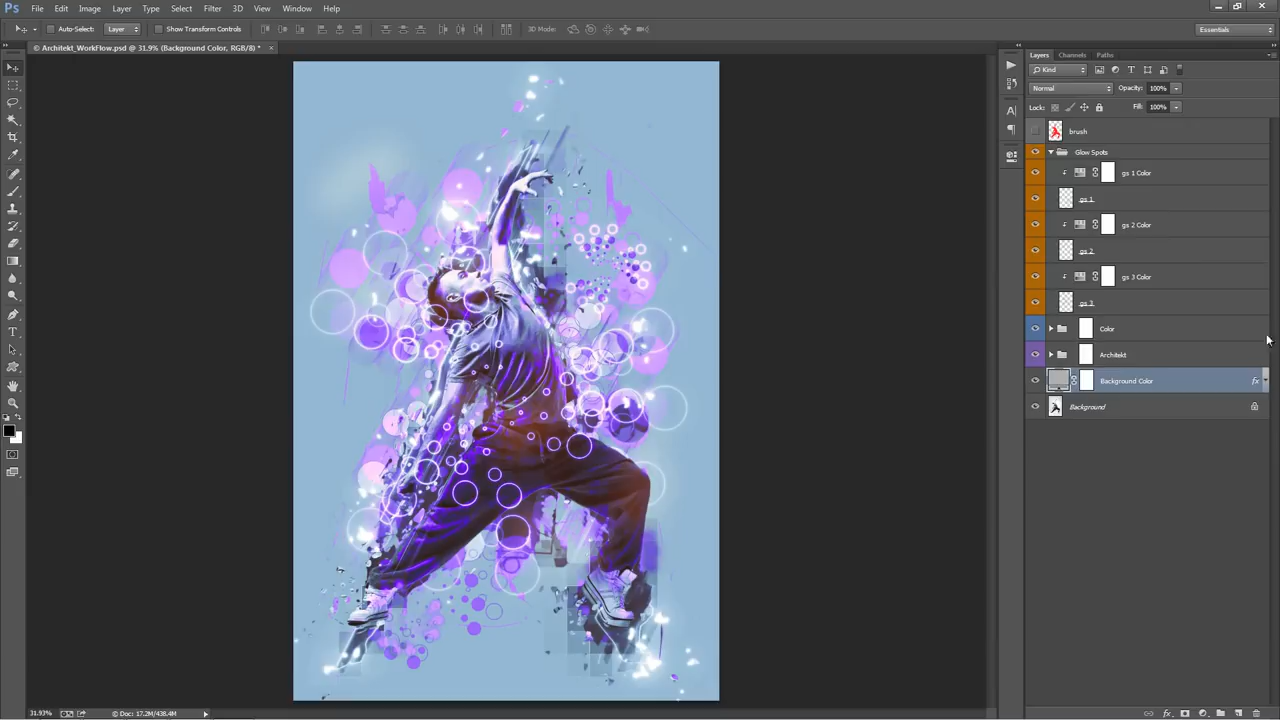 Ps File Edit Image Layer Type Select Filter 3D View Window Help
Auto-Select: Layer Show Transform Controls 3D Mode: Essentials
© Architekt_WorkFlow.psd @ 31.9% (Background Color, RGB/8) * ×
Layers Channels Paths
Kind
Normal Opacity: 100%
Lock: Fill: 100%
brush
Glow Spots
gs 1 Color
gs 1
gs 2 Color
gs 2
gs 3 Color
gs 3
Color
Architekt
Background Color fx
Background
31.93% Doc: 17.2M/438.4M